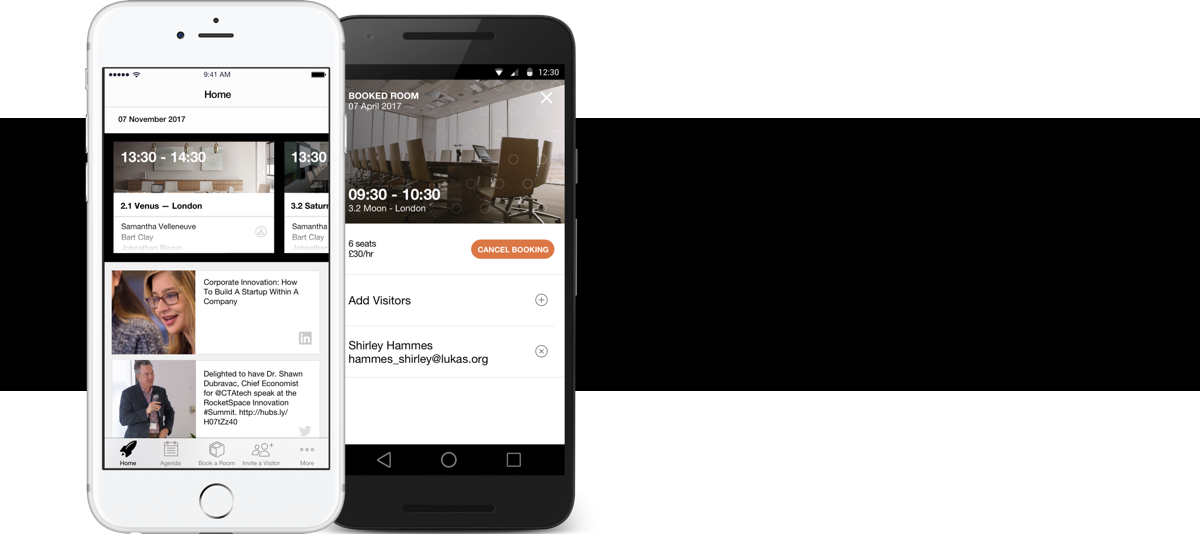 9:41 AM
Home
07 November 2017
13:30 - 14:30
2.1 Venus — London
Samantha Velleneuve
Bart Clay
Johnathan Bloom
13:30
3.2 Saturn
Samantha
Bart Clay
Corporate Innovation: How
To Build A Startup Within A
Company
Delighted to have Dr. Shawn
Dubravac, Chief Economist
for @CTAtech speak at the
RocketSpace Innovation
#Summit. http://hubs.ly/
H07tZz40
Home
Agenda
Book a Room
Invite a Visitor
More
12:30
BOOKED ROOM
07 April 2017
09:30 - 10:30
3.2 Moon - London
6 seats
£30/hr
CANCEL BOOKING
Add Visitors
Shirley Hammes
hammes_shirley@lukas.org